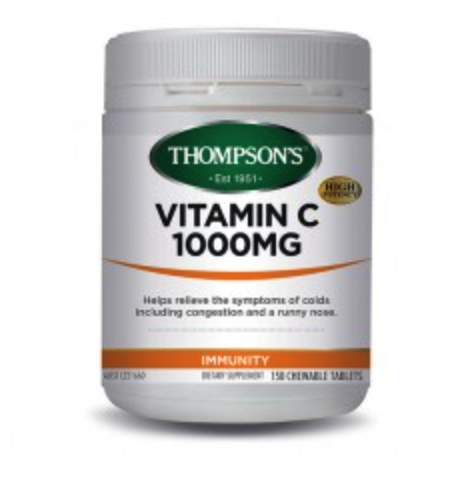 THOMPSON'S
• Est 1951 •
HIGH
POTENCY
VITAMIN C
1000MG
Helps relieve the symptoms of colds
including congestion and a runny nose.
IMMUNITY
DIETARY SUPPLEMENT 150 CHEWABLE TABLETS